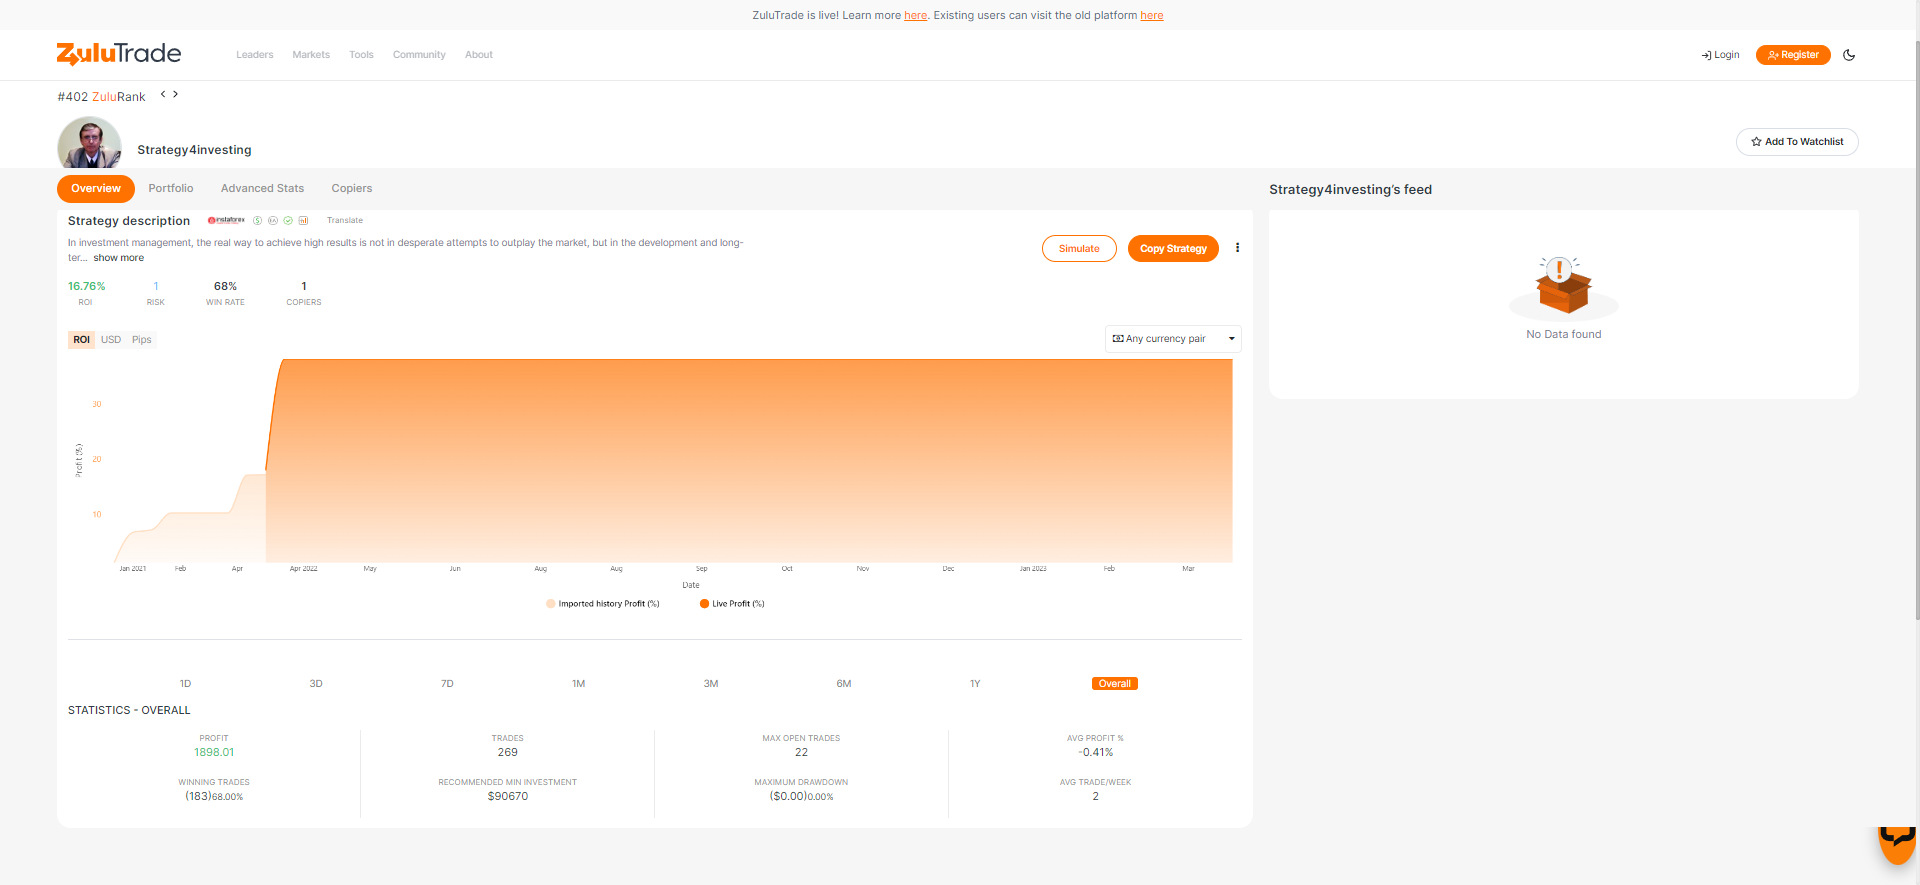 ZuluTrade is live! Learn more here. Existing users can visit the old platform here
ZuluTrade
Leaders Markets Tools Community About
Login
Register
#402 ZuluRank
Strategy4investing
Add To Watchlist
Overview Portfolio Advanced Stats Copiers
Strategy4investing's feed
Strategy description
instaforex
Translate
In investment management, the real way to achieve high results is not in desperate attempts to outplay the market, but in the development and long-
ter... show more
Simulate
Copy Strategy
16.76% 1 68% 1
ROI RISK WIN RATE COPIERS
No Data found
ROI USD Pips
Any currency pair
30
20
10
Profit (%)
Jan 2021 Feb Apr Apr 2022 May Jun Aug Aug Sep Oct Nov Dec Jan 2023 Feb Mar
Date
Imported history Profit (%) Live Profit (%)
1D 3D 7D 1M 3M 6M 1Y Overall
STATISTICS - OVERALL
PROFIT TRADES MAX OPEN TRADES AVG PROFIT %
1898.01 269 22 -0.41%
WINNING TRADES RECOMMENDED MIN INVESTMENT MAXIMUM DRAWDOWN AVG TRADE/WEEK
(183)68.00% $90670 ($0.00)0.00% 2